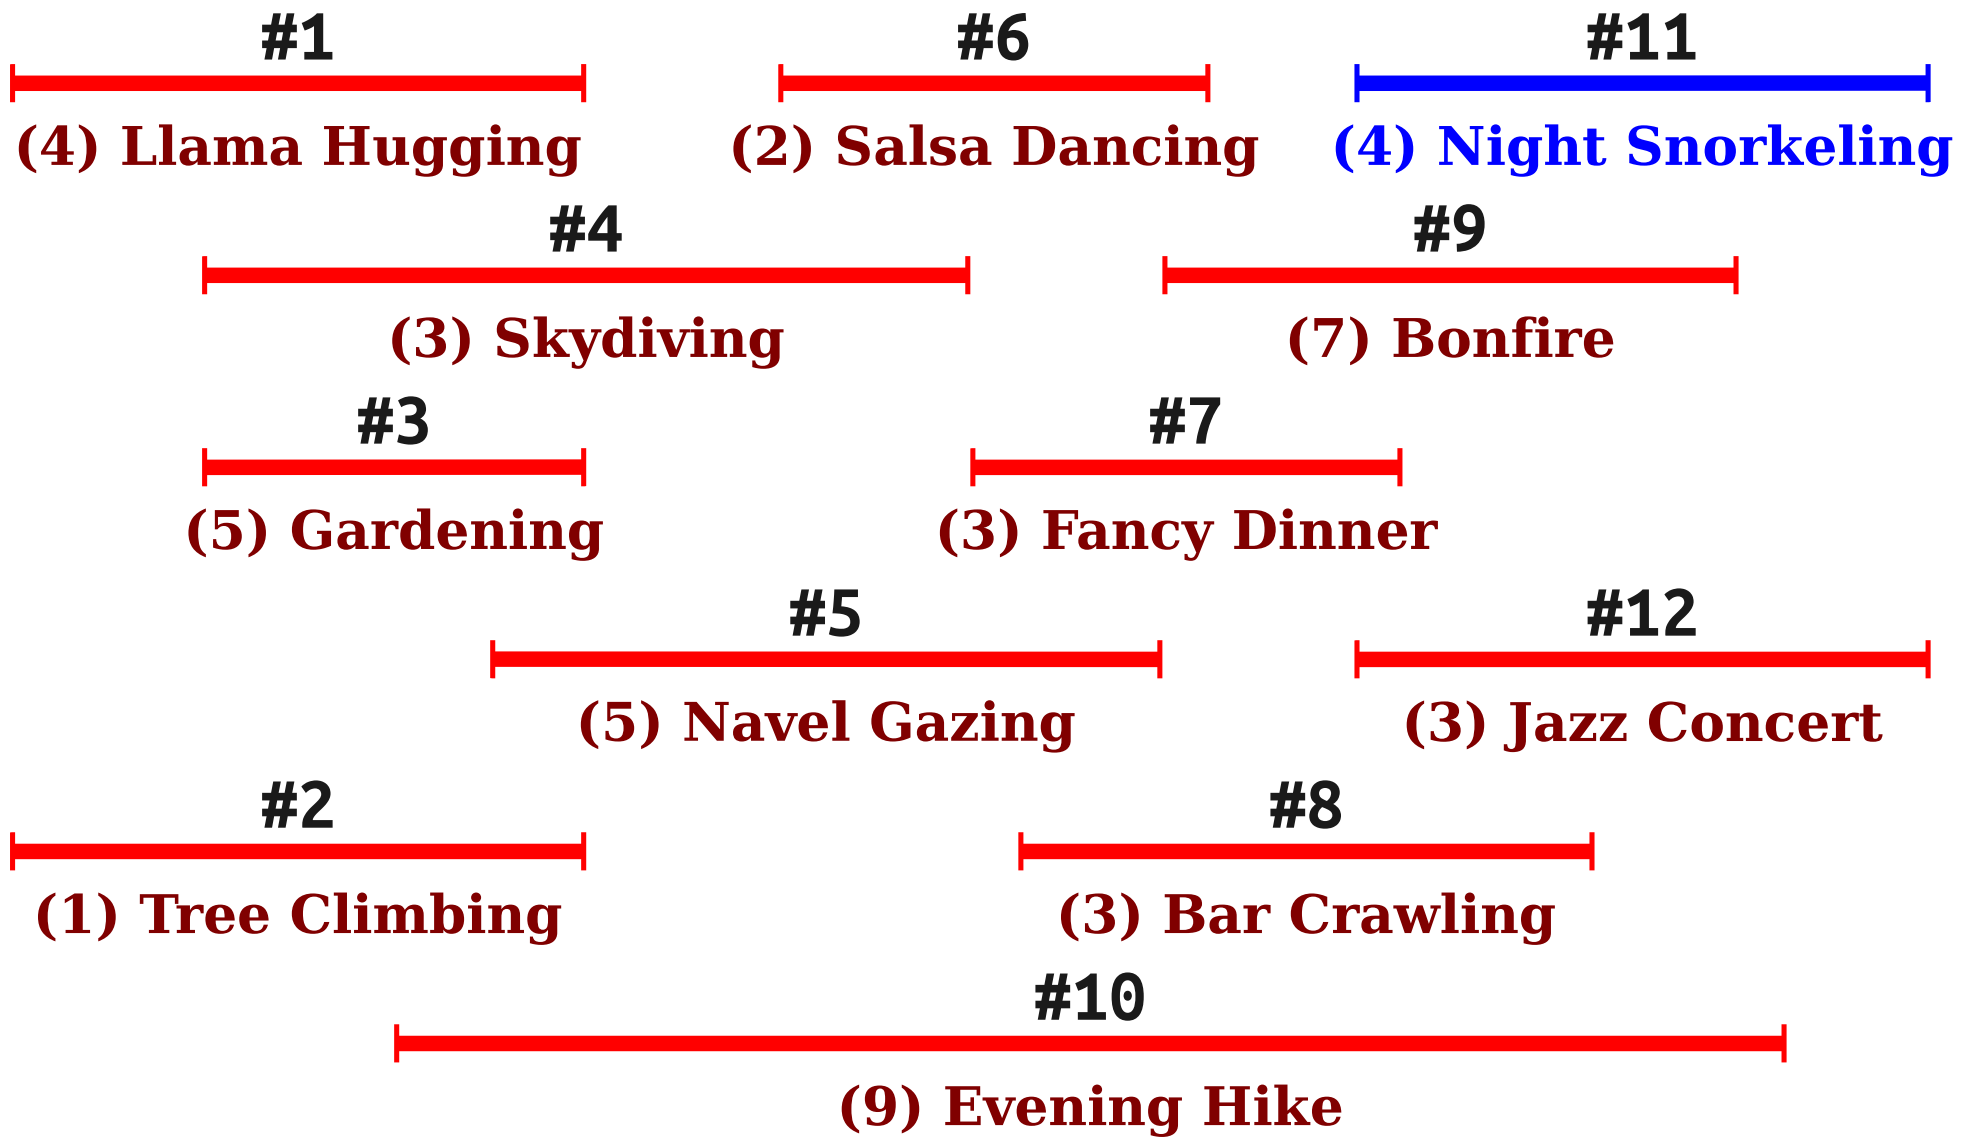 #1 #6 #11
(4) Llama Hugging (2) Salsa Dancing (4) Night Snorkeling
#4 #9
(3) Skydiving (7) Bonfire
#3 #7
(5) Gardening (3) Fancy Dinner
#5 #12
(5) Navel Gazing (3) Jazz Concert
#2 #8
(1) Tree Climbing (3) Bar Crawling
#10
(9) Evening Hike